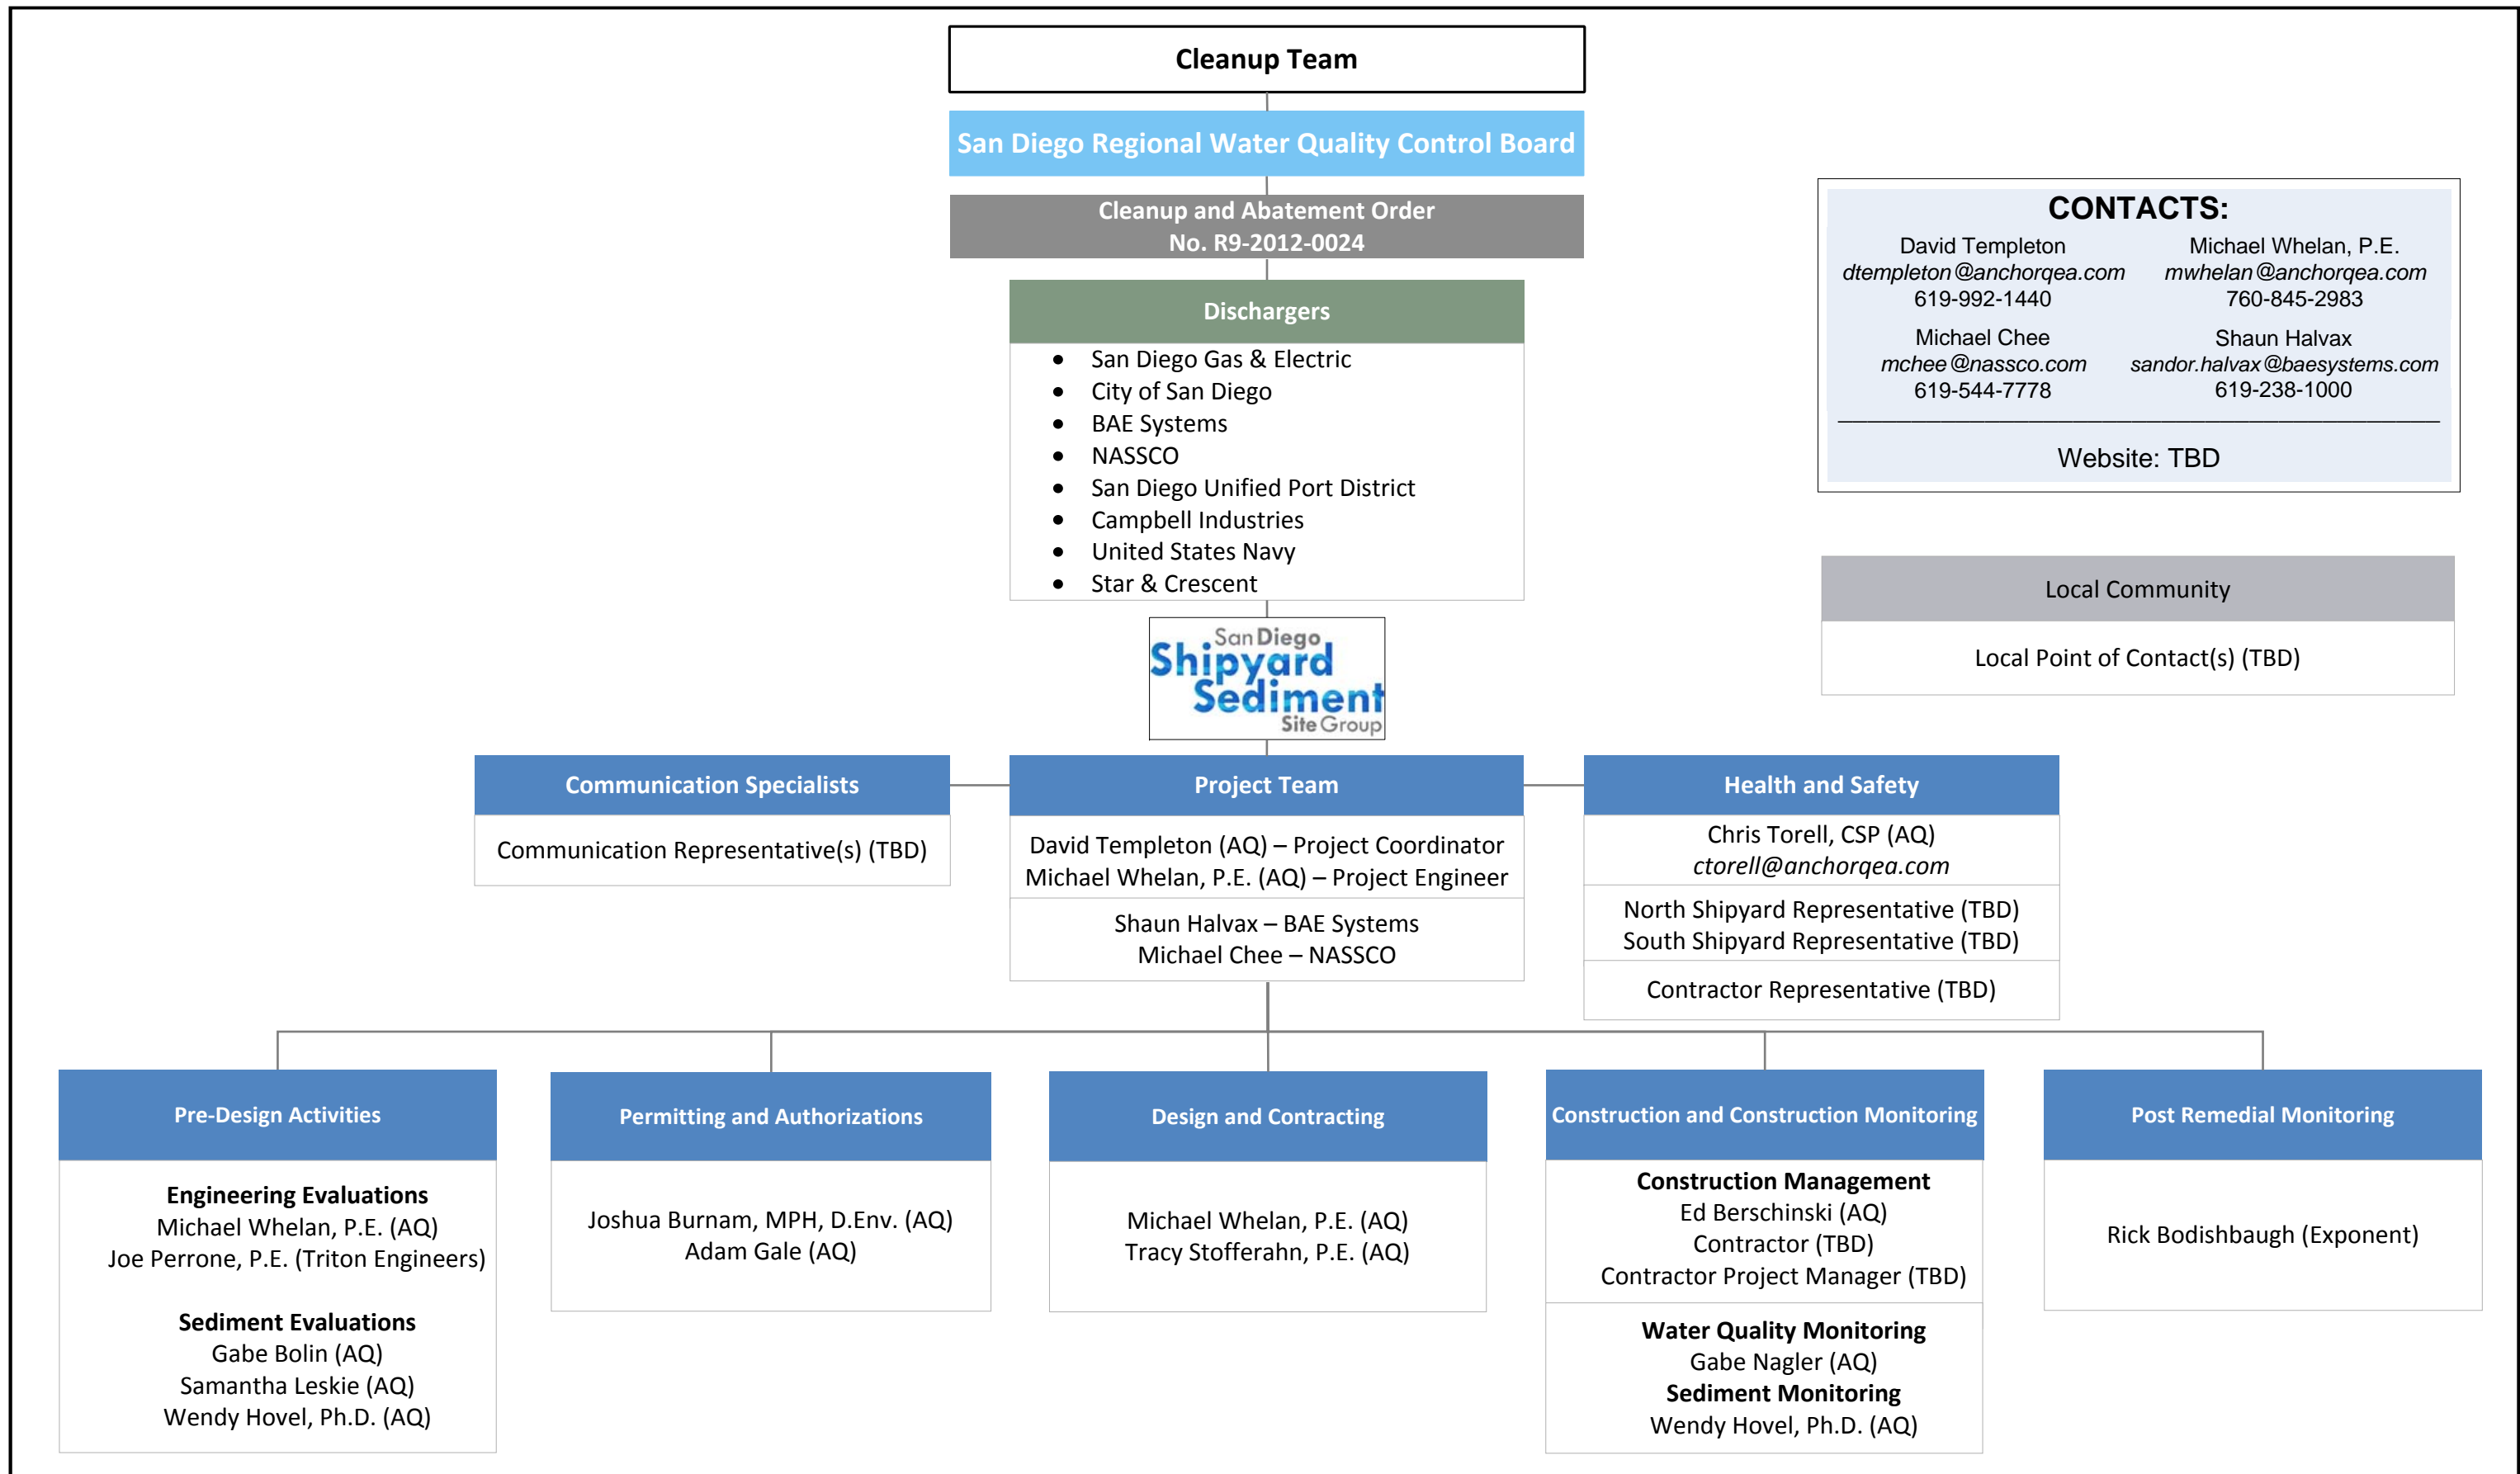 Cleanup Team
San Diego Regional Water Quality Control Board
Cleanup and Abatement Order
No. R9-2012-0024
Dischargers
• San Diego Gas & Electric
• City of San Diego
• BAE Systems
• NASSCO
• San Diego Unified Port District
• Campbell Industries
• United States Navy
• Star & Crescent
CONTACTS:
David Templeton
dtempleton@anchorqea.com
619-992-1440
Michael Whelan, P.E.
mwhelan@anchorqea.com
760-845-2983
Michael Chee
mchee@nassco.com
619-544-7778
Shaun Halvax
sandor.halvax@baesystems.com
619-238-1000
Website: TBD
Local Community
Local Point of Contact(s) (TBD)
San Diego
Shipyard
Sediment
Site Group
Communication Specialists
Communication Representative(s) (TBD)
Project Team
David Templeton (AQ) – Project Coordinator
Michael Whelan, P.E. (AQ) – Project Engineer
Shaun Halvax – BAE Systems
Michael Chee – NASSCO
Health and Safety
Chris Torell, CSP (AQ)
ctorell@anchorqea.com
North Shipyard Representative (TBD)
South Shipyard Representative (TBD)
Contractor Representative (TBD)
Pre-Design Activities
Engineering Evaluations
Michael Whelan, P.E. (AQ)
Joe Perrone, P.E. (Triton Engineers)
Sediment Evaluations
Gabe Bolin (AQ)
Samantha Leskie (AQ)
Wendy Hovel, Ph.D. (AQ)
Permitting and Authorizations
Joshua Burnam, MPH, D.Env. (AQ)
Adam Gale (AQ)
Design and Contracting
Michael Whelan, P.E. (AQ)
Tracy Stofferahn, P.E. (AQ)
Construction and Construction Monitoring
Construction Management
Ed Berschinski (AQ)
Contractor (TBD)
Contractor Project Manager (TBD)
Water Quality Monitoring
Gabe Nagler (AQ)
Sediment Monitoring
Wendy Hovel, Ph.D. (AQ)
Post Remedial Monitoring
Rick Bodishbaugh (Exponent)